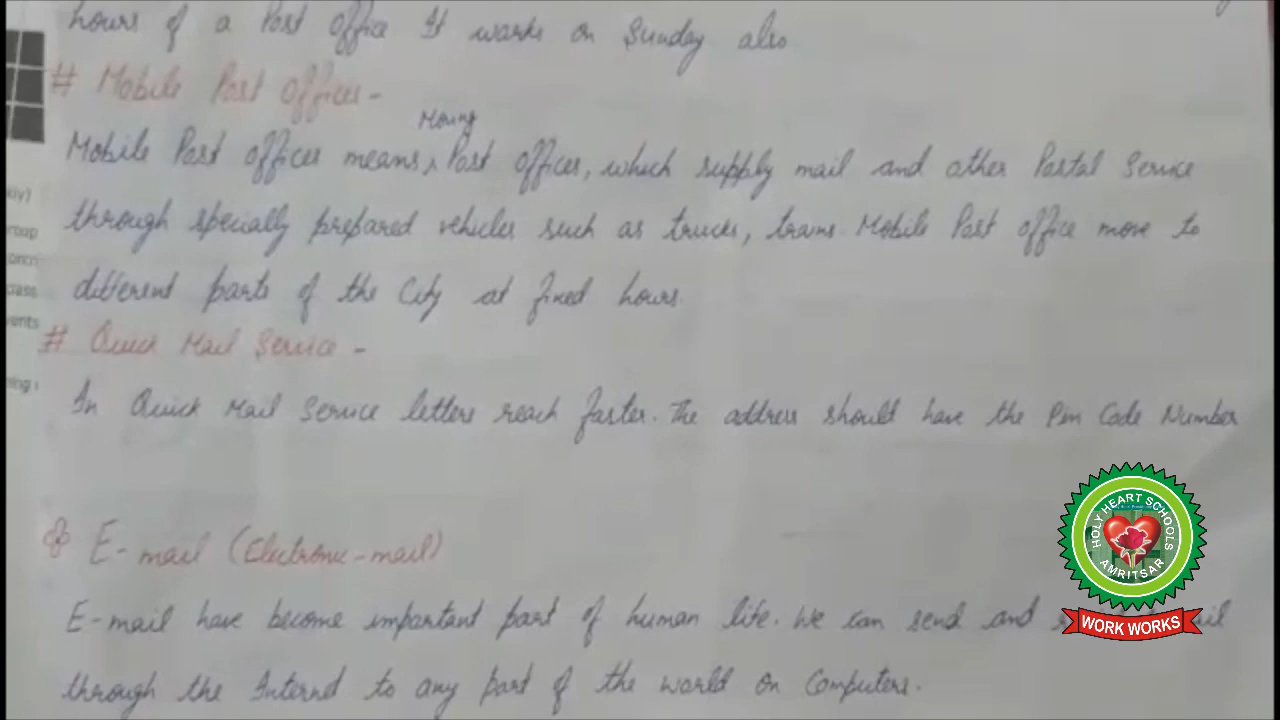 hours of a Post Office It works on Sunday also
# Mobile Post Offices -
Moving
Mobile Post offices means, Post offices, which supply mail and other Postal Service
through specially prepared vehicles such as trucks, trains. Mobile Post office move to
different parts of the City at fixed hours.
# Quick Mail Service -
In Quick Mail Service letters reach faster. The address should have the Pin Code Number
E-mail (Electronic-mail)
E-mail have become important part of human life. We can send and
through the Internet to any part of the world on Computers.
HOLY HEART SCHOOLS
AMRITSAR
WORK WORKS